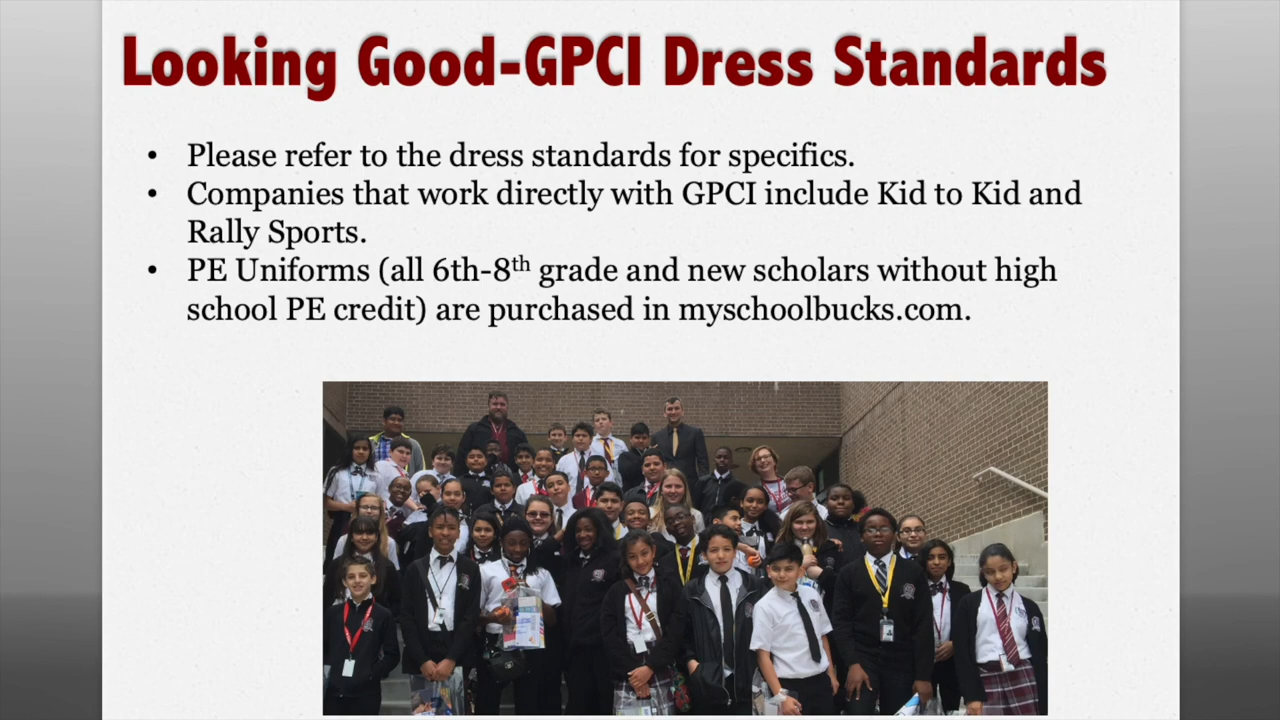 Looking Good-GPCI Dress Standards
• Please refer to the dress standards for specifics.
• Companies that work directly with GPCI include Kid to Kid and
Rally Sports.
• PE Uniforms (all 6th-8th grade and new scholars without high
school PE credit) are purchased in myschoolbucks.com.